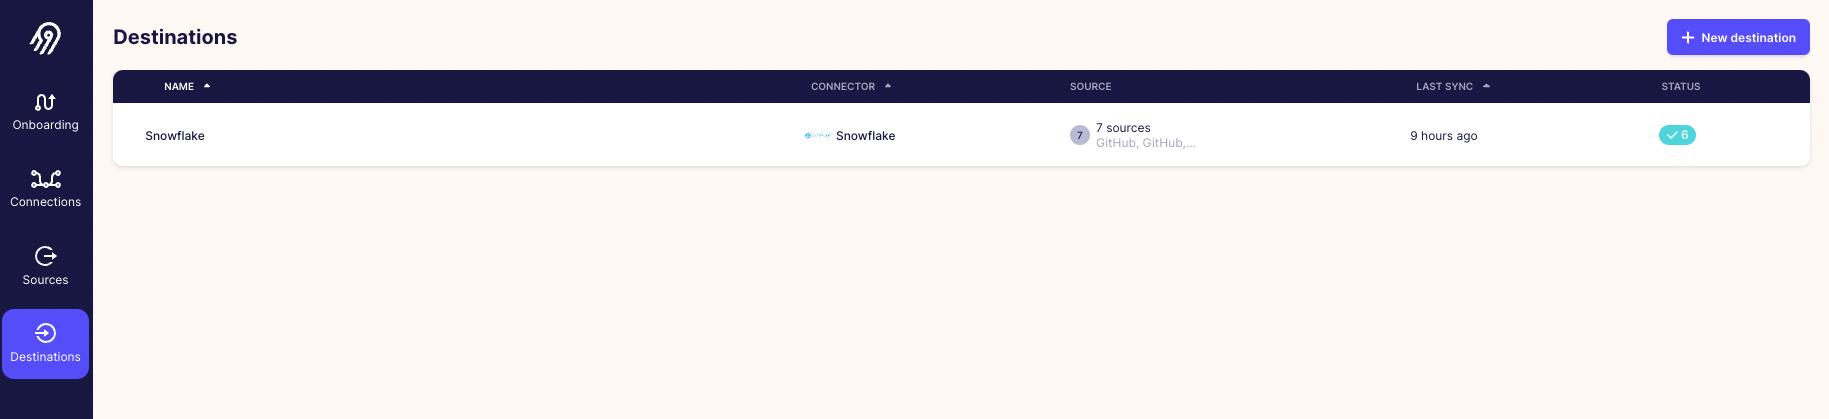 Destinations
New destination
NAME CONNECTOR SOURCE LAST SYNC STATUS
Snowflake Snowflake 7 7 sources 9 hours ago 6
GitHub, GitHub,...
Onboarding
Connections
Sources
Destinations